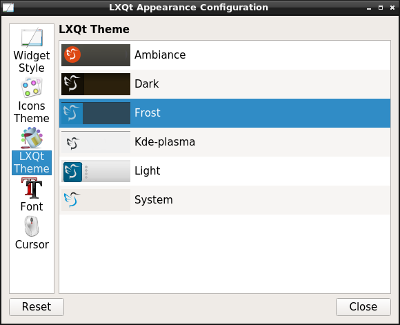 LXQt Appearance Configuration
Widget
Style
Icons
Theme
LXQt
Theme
Font
Cursor
LXQt Theme
Ambiance
Dark
Frost
Kde-plasma
Light
System
Reset
Close